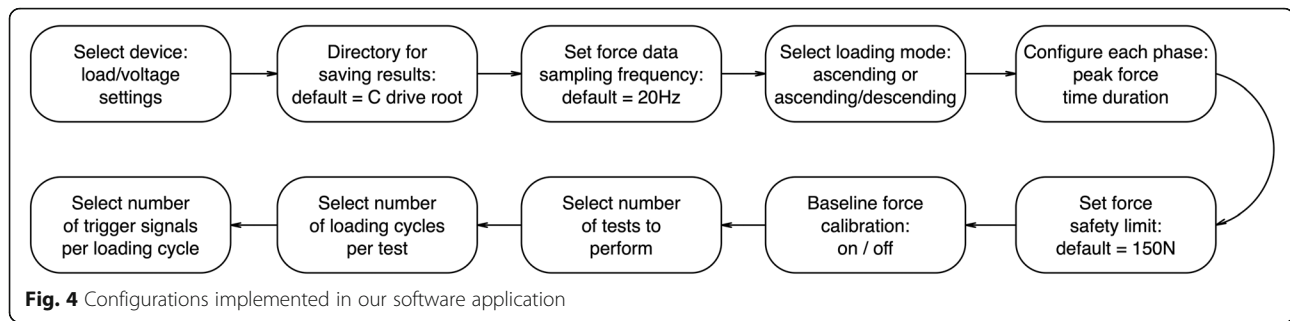 Select device:
load/voltage
settings
Directory for
saving results:
default = C drive root
Set force data
sampling frequency:
default = 20Hz
Select loading mode:
ascending or
ascending/descending
Configure each phase:
peak force
time duration
Set force
safety limit:
default = 150N
Baseline force
calibration:
on / off
Select number
of tests to
perform
Select number
of loading cycles
per test
Select number
of trigger signals
per loading cycle
Fig. 4 Configurations implemented in our software application